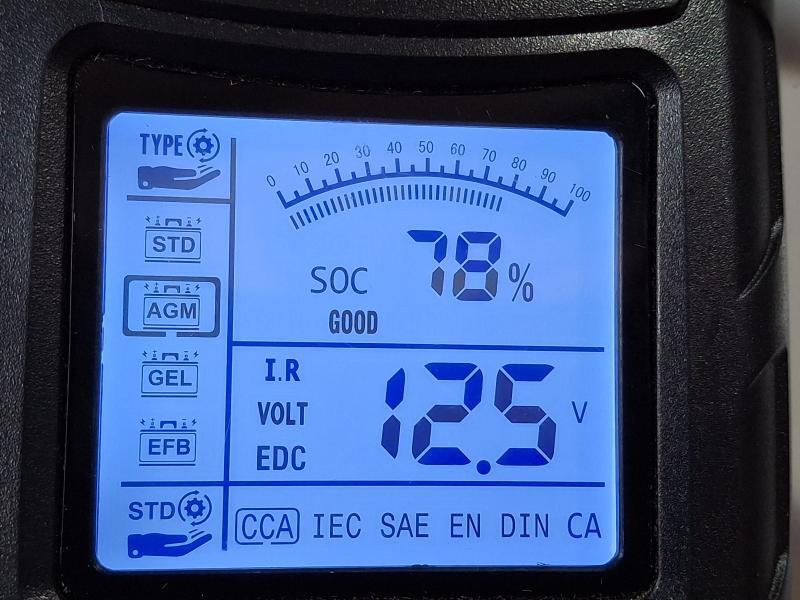 TYPE
STD
AGM
GEL
EFB
STD
0 10 20 30 40 50 60 70 80 90 100
SOC 78%
GOOD
I.R
VOLT
EDC
12.5 V
CCA IEC SAE EN DIN CA